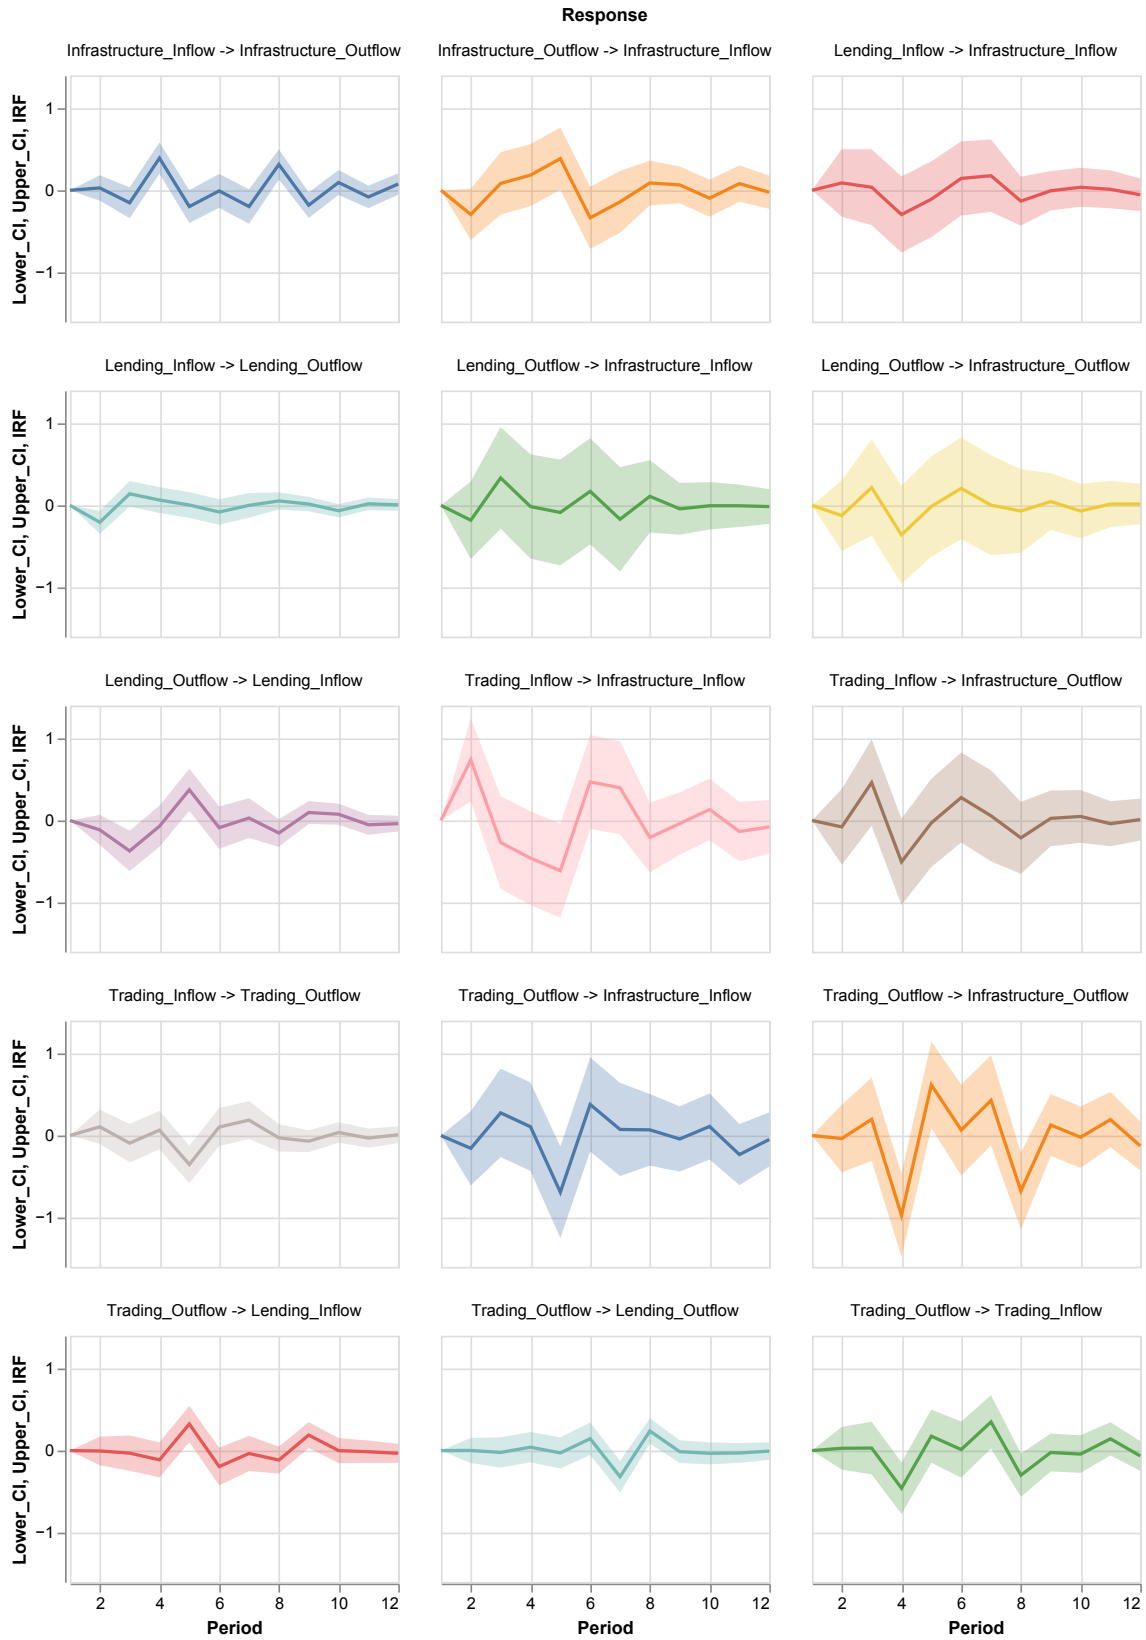 Response
Infrastructure_Inflow -> Infrastructure_Outflow
Infrastructure_Outflow -> Infrastructure_Inflow
Lending_Inflow -> Infrastructure_Inflow
Lower_CI, Upper_CI, IRF
1
0
−1
Lending_Inflow -> Lending_Outflow
Lending_Outflow -> Infrastructure_Inflow
Lending_Outflow -> Infrastructure_Outflow
Lower_CI, Upper_CI, IRF
1
0
−1
Lending_Outflow -> Lending_Inflow
Trading_Inflow -> Infrastructure_Inflow
Trading_Inflow -> Infrastructure_Outflow
Lower_CI, Upper_CI, IRF
1
0
−1
Trading_Inflow -> Trading_Outflow
Trading_Outflow -> Infrastructure_Inflow
Trading_Outflow -> Infrastructure_Outflow
Lower_CI, Upper_CI, IRF
1
0
−1
Trading_Outflow -> Lending_Inflow
Trading_Outflow -> Lending_Outflow
Trading_Outflow -> Trading_Inflow
Lower_CI, Upper_CI, IRF
1
0
−1
2 4 6 8 10 12
2 4 6 8 10 12
2 4 6 8 10 12
Period
Period
Period